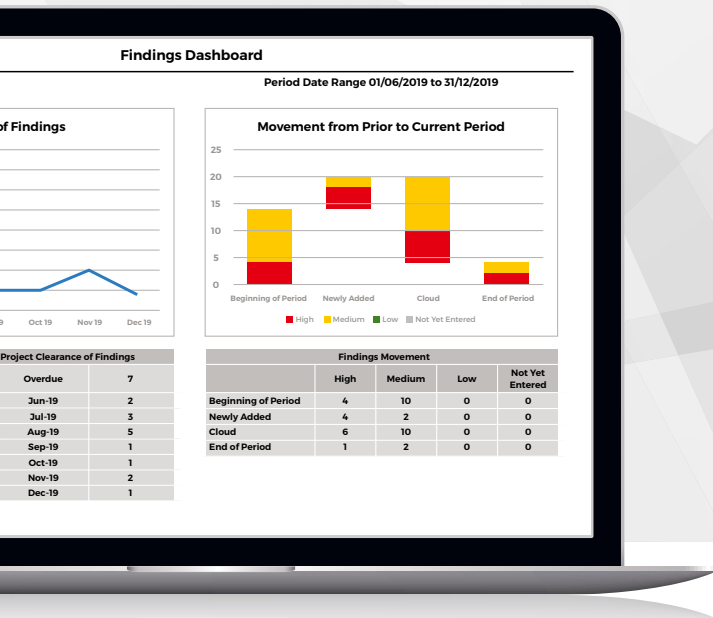 Findings Dashboard
Period Date Range 01/06/2019 to 31/12/2019
of Findings
9 Oct 19 Nov 19 Dec 19
Movement from Prior to Current Period
25
20
15
10
5
0
Beginning of Period Newly Added Cloud End of Period
High Medium Low Not Yet Entered
Project Clearance of Findings
Overdue 7
Jun-19 2
Jul-19 3
Aug-19 5
Sep-19 1
Oct-19 1
Nov-19 2
Dec-19 1
Findings Movement
High Medium Low Not Yet Entered
Beginning of Period 4 10 0 0
Newly Added 4 2 0 0
Cloud 6 10 0 0
End of Period 1 2 0 0